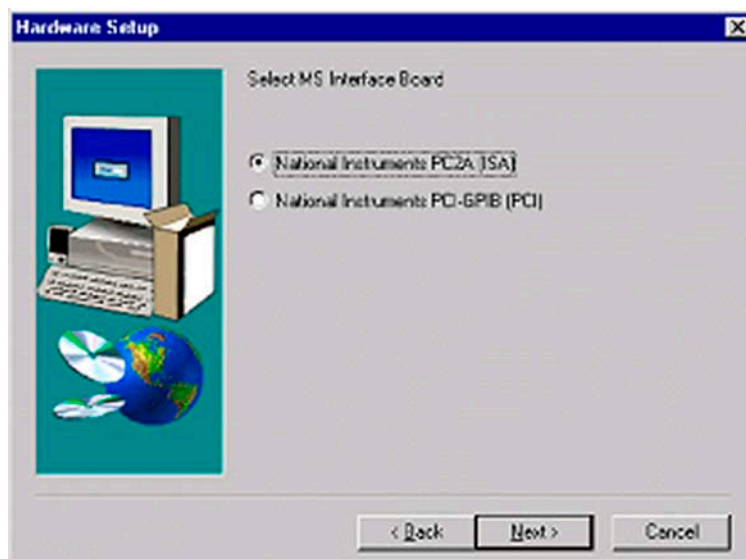 Hardware Setup
Select MS Interface Board
National Instruments PC2A (ISA)
National Instruments PCI-GPIB (PCI)
< Back
Next >
Cancel